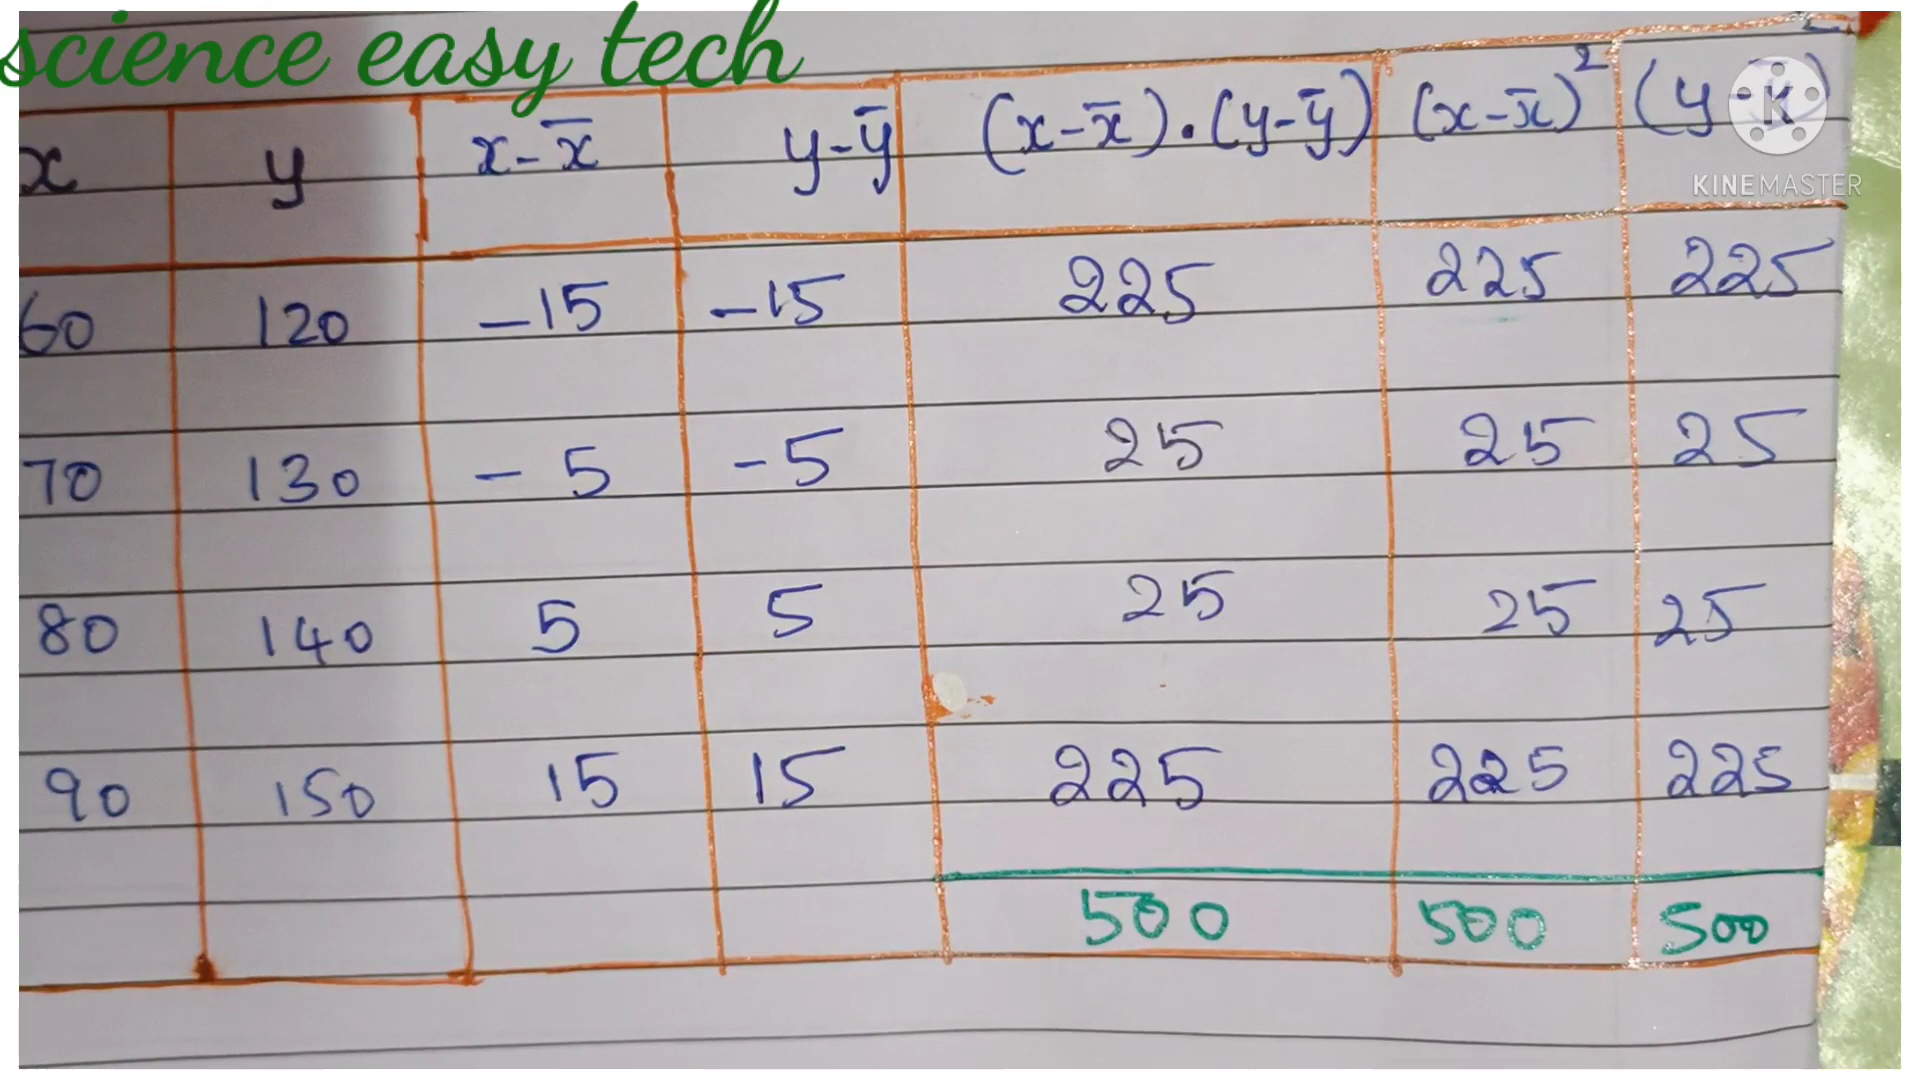 science easy tech
x y x-x̄ y-ȳ (x-x̄).(y-ȳ) (x-x̄)² (y-ȳ)²
KINEMASTER
60 120 -15 -15 225 225 225
70 130 -5 -5 25 25 25
80 140 5 5 25 25 25
90 150 15 15 225 225 225
500 500 500